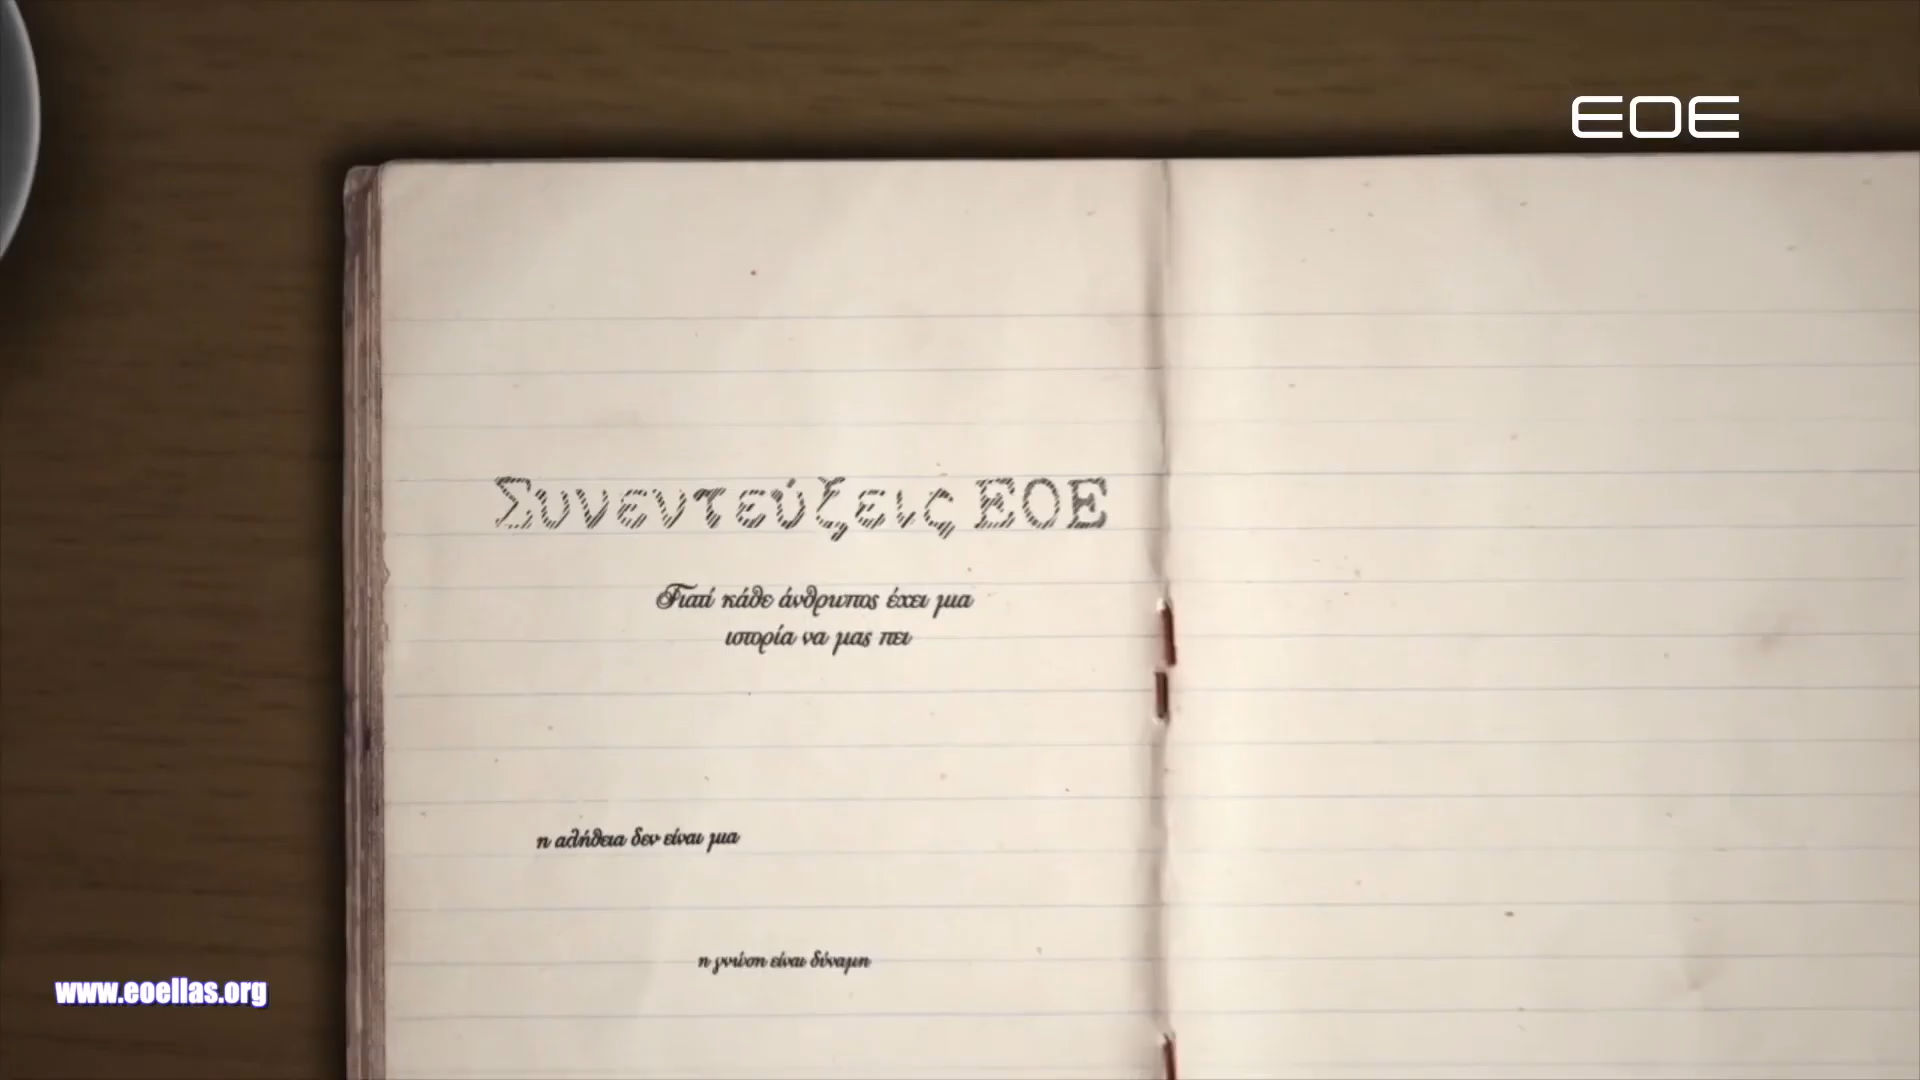 EOE
Συνεντεύξεις ΕΟΕ
Γιατί κάθε άνθρωπος έχει μια
ιστορία να μας πει
η αλήθεια δεν είναι μια
η γνώση είναι δύναμη
www.eoellas.org